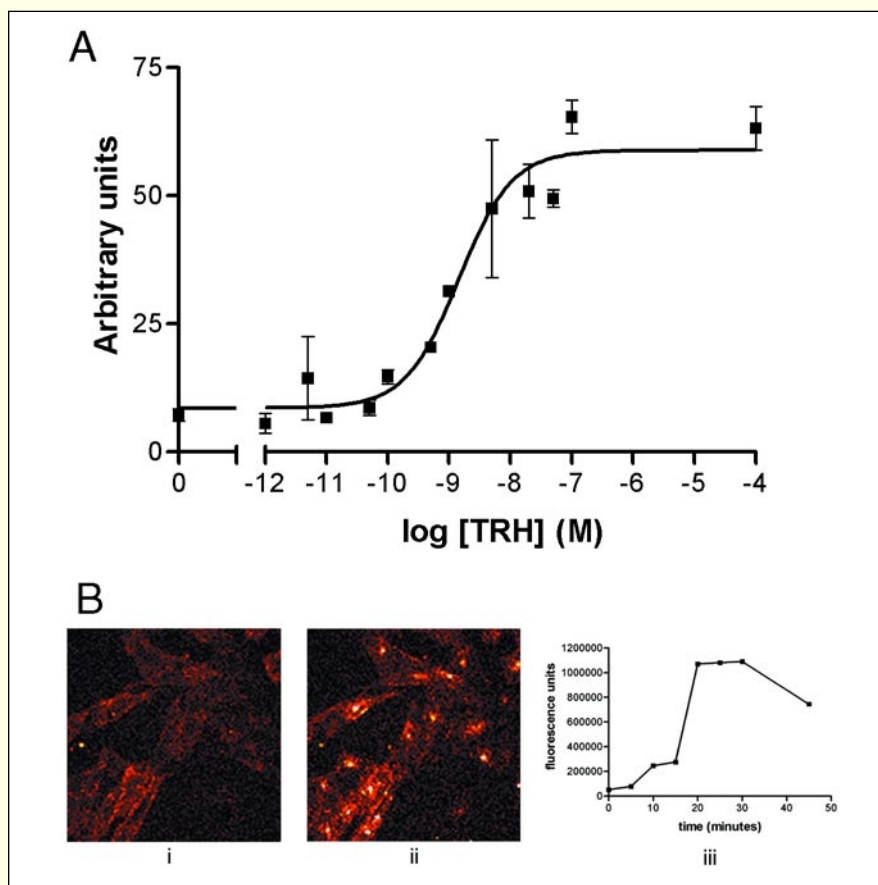 A
75
50
25
0
Arbitrary units
0 -12 -11 -10 -9 -8 -7 -6 -5 -4
log [TRH] (M)
B
i
ii
1200000
1000000
800000
600000
400000
200000
0
fluorescence units
0 10 20 30 40 50
time (minutes)
iii